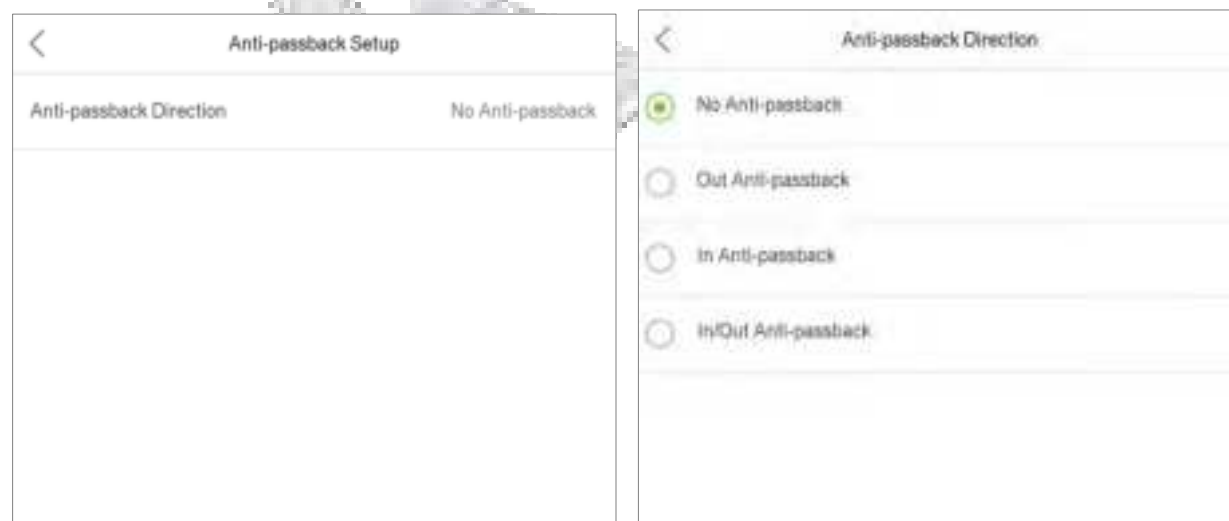 Anti-passback Setup
Anti-passback Direction No Anti-passback
Anti-passback Direction
No Anti-passback
Out Anti-passback
In Anti-passback
In/Out Anti-passback